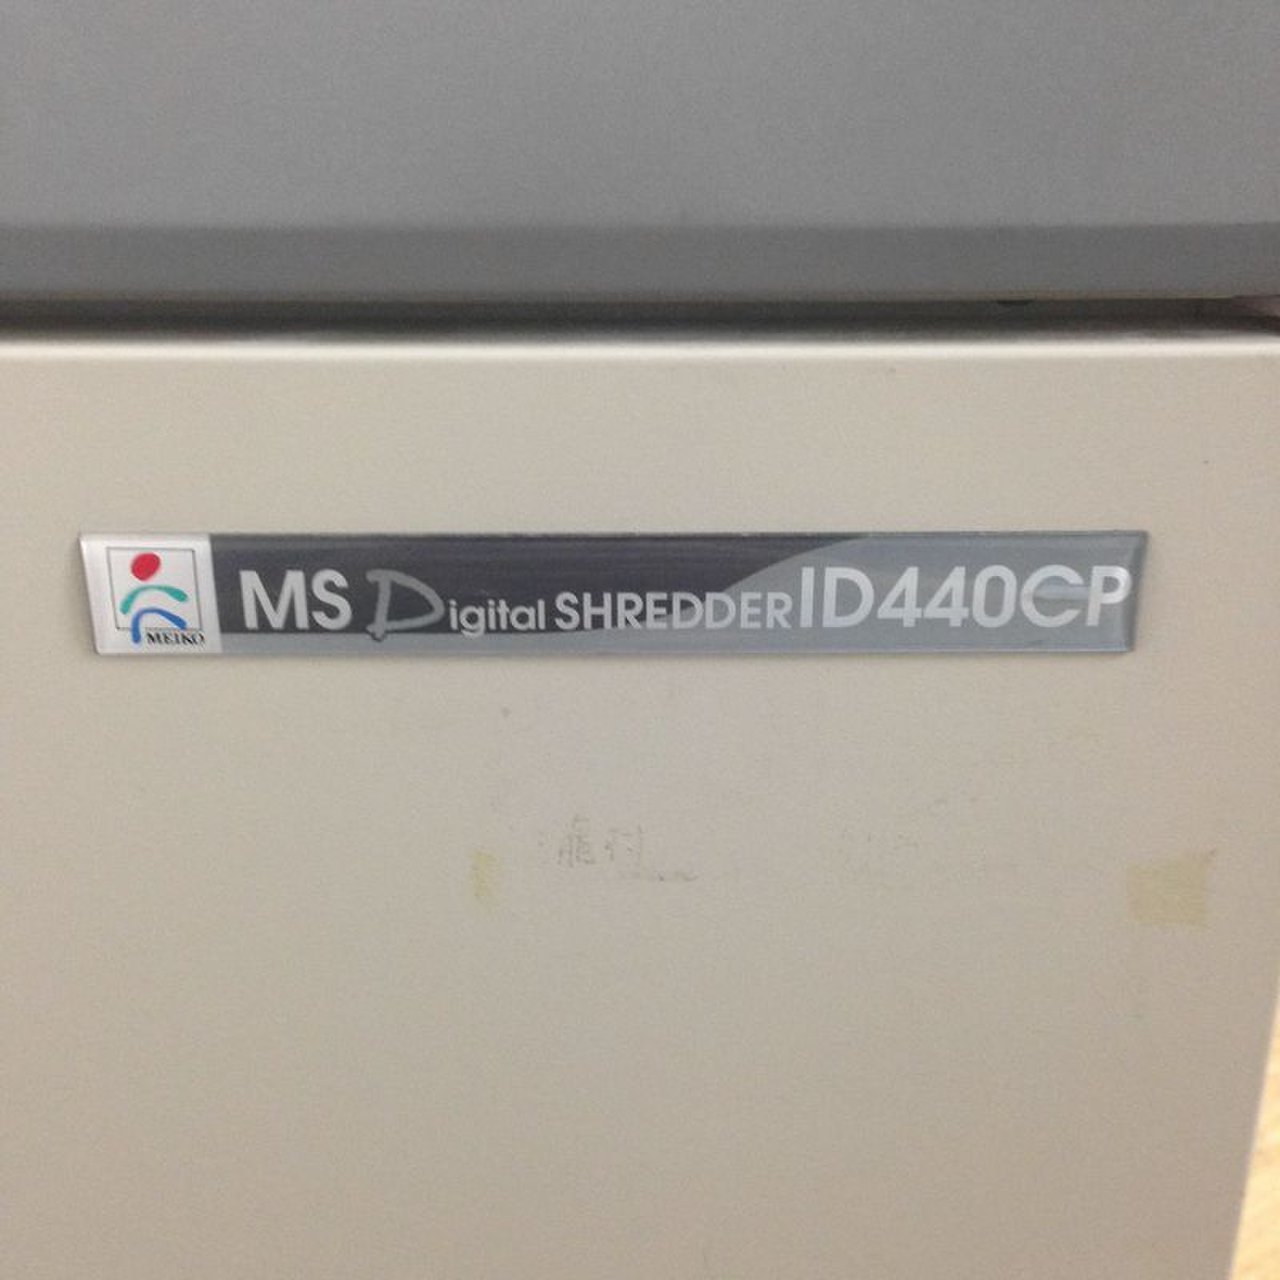 MEIKO
MS Digital SHREDDER ID440CP